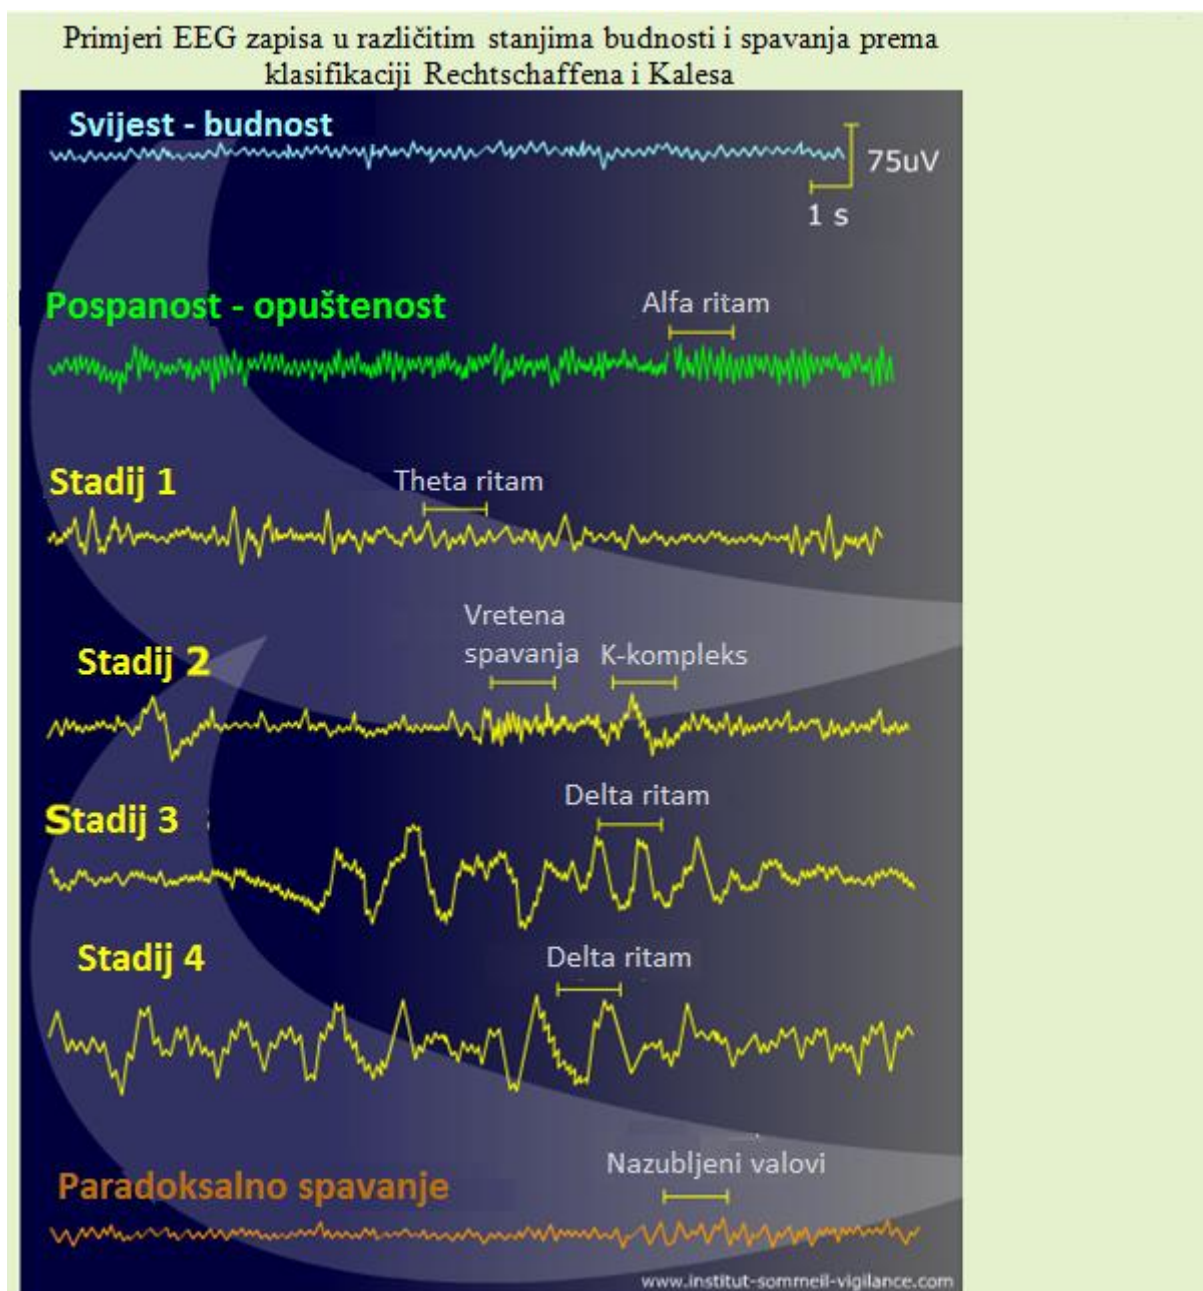 Primjeri EEG zapisa u različitim stanjima budnosti i spavanja prema
klasifikaciji Rechtschaffena i Kalesa
Svijest - budnost
75uV
1 s
Pospanost - opuštenost
Alfa ritam
Stadij 1
Theta ritam
Vretena
spavanja
K-kompleks
Stadij 2
Delta ritam
Stadij 3
Stadij 4
Delta ritam
Nazubljeni valovi
Paradoksalno spavanje
www.institut-sommeil-vigilance.com